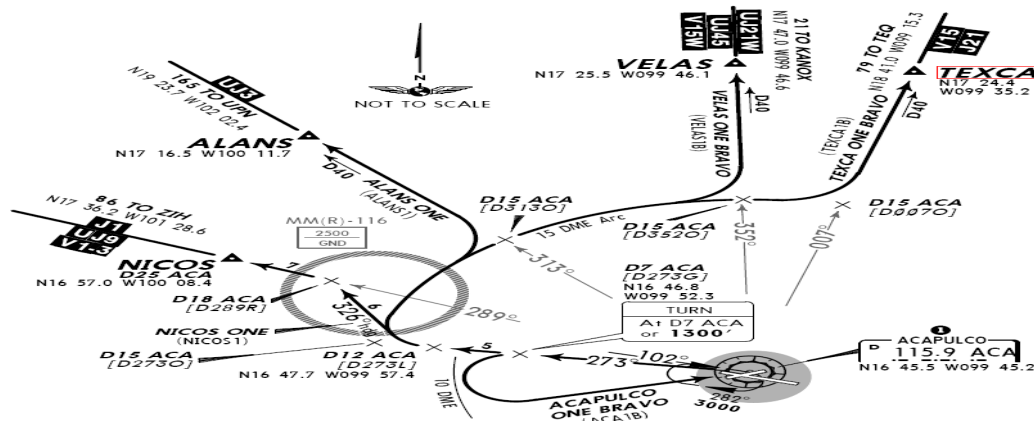 UJ3
165 TO UPN
N19 23.7 W102 02.4
ALANS
N17 16.5 W100 11.7
D40
ALANS ONE
(ALANS1)
N
NOT TO SCALE
V15W
UJ45
UJ21W
21 TO KANOX
N17 47.0 W099 46.6
VELAS
N17 25.5 W099 46.1
D40
VELAS ONE BRAVO
(VELAS1B)
V15
J21
79 TO TEQ
N18 41.0 W099 15.3
TEXCA
N17 24.4
W099 35.2
D40
TEXCA ONE BRAVO
(TEXCA1B)
86 TO ZIH
N17 36.2 W101 28.6
J1
UJ9
V1-3
NICOS
D25 ACA
N16 57.0 W100 08.4
7
D18 ACA
[D289R]
MM(R)-116
2500
GND
D15 ACA
[D313O]
15 DME Arc
D15 ACA
[D352O]
D15 ACA
[D007O]
313°
352°
007°
289°
9
326° hdg
NICOS ONE
(NICOS1)
D15 ACA
[D273O]
D12 ACA
[D273L]
N16 47.7 W099 57.4
D7 ACA
[D273G]
N16 46.8
W099 52.3
TURN
At D7 ACA
or 1300'
5
273°
102°
282°
3000
10 DME
ACAPULCO
ONE BRAVO
(ACA1B)
1
ACAPULCO
D 115.9 ACA
N16 45.5 W099 45.2